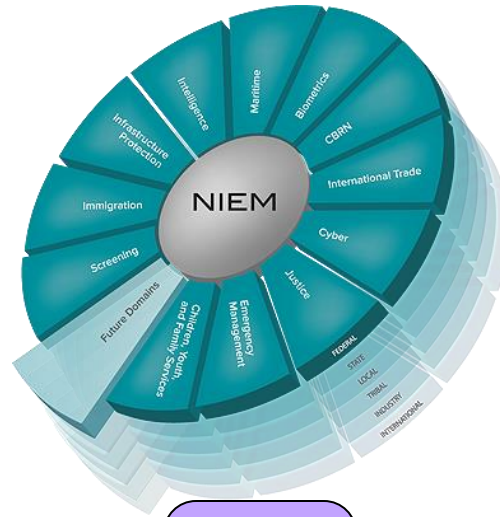 Maritime
Biometrics
CBRN
International Trade
Cyber
Justice
Emergency
Management
Children, Youth,
and Family Services
Future Domains
Screening
Immigration
Infrastructure
Protection
Intelligence
NIEM
FEDERAL
STATE
LOCAL
TRIBAL
INDUSTRY
INTERNATIONAL